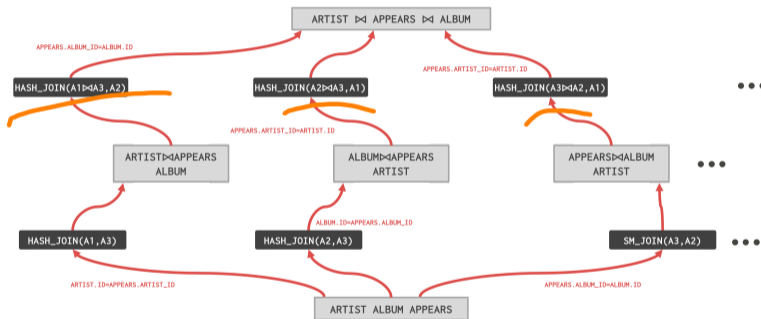 ARTIST ⋈ APPEARS ⋈ ALBUM
APPEARS.ALBUM_ID=ALBUM.ID
APPEARS.ARTIST_ID=ARTIST.ID
HASH_JOIN(A1⋈A3,A2)
HASH_JOIN(A2⋈A3,A1)
HASH_JOIN(A3⋈A2,A1)
•••
APPEARS.ARTIST_ID=ARTIST.ID
ARTIST⋈APPEARS
ALBUM
ALBUM⋈APPEARS
ARTIST
APPEARS⋈ALBUM
ARTIST
•••
ALBUM.ID=APPEARS.ALBUM_ID
HASH_JOIN(A1,A3)
HASH_JOIN(A2,A3)
SM_JOIN(A3,A2)
••••
ARTIST.ID=APPEARS.ARTIST_ID
APPEARS.ALBUM_ID=ALBUM.ID
ARTIST ALBUM APPEARS